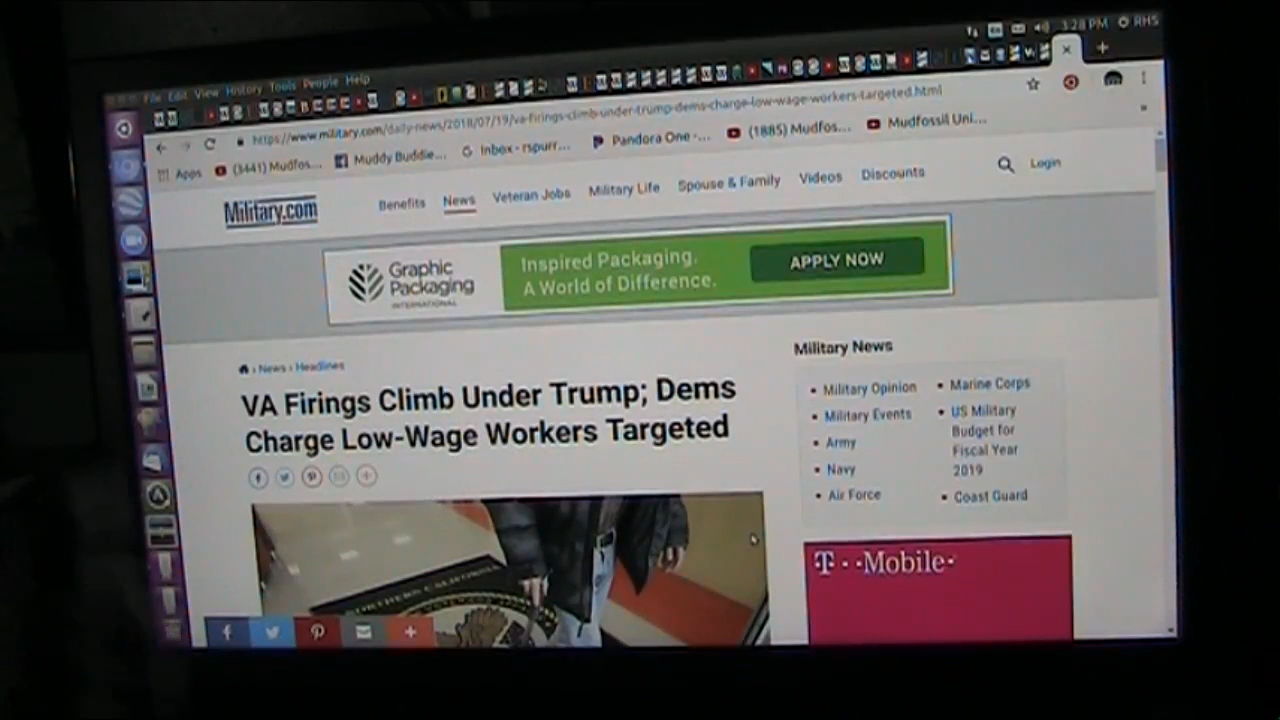 File Edit View History Tools People Help
3:28 PM RHS
https://www.military.com/daily-news/2018/07/19/va-firings-climb-under-trump-dems-charge-low-wage-workers-targeted.html
Apps (3441) Mudfos... Muddy Buddie... Inbox - rspurr... Pandora One -... (1885) Mudfos... Mudfossil Uni...
Military.com Benefits News Veteran Jobs Military Life Spouse & Family Videos Discounts Login
Graphic
Packaging
INTERNATIONAL
Inspired Packaging.
A World of Difference.
APPLY NOW
› News › Headlines
VA Firings Climb Under Trump; Dems
Charge Low-Wage Workers Targeted
Military News
• Military Opinion
• Military Events
• Army
• Navy
• Air Force
• Marine Corps
• US Military
Budget for
Fiscal Year
2019
• Coast Guard
NORTHERN CALIFORNIA
T··Mobile·